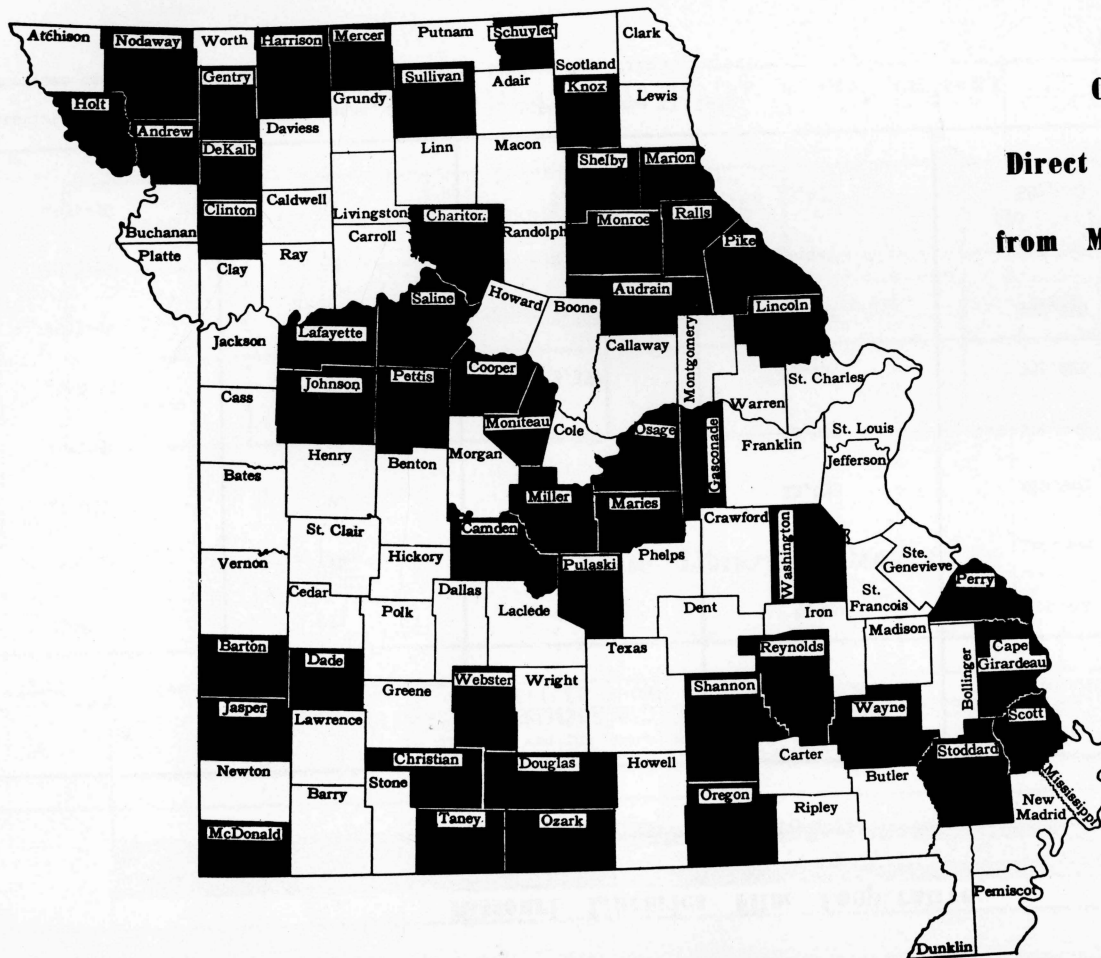 Atchison
Nodaway
Worth
Harrison
Mercer
Putnam
Schuyler
Scotland
Clark
Holt
Andrew
Gentry
DeKalb
Daviess
Grundy
Sullivan
Adair
Knox
Lewis
Buchanan
Clinton
Caldwell
Livingston
Linn
Macon
Shelby
Marion
Platte
Clay
Ray
Carroll
Chariton
Randolph
Monroe
Ralls
Pike
Jackson
Lafayette
Saline
Howard
Boone
Audrain
Callaway
Montgomery
Lincoln
Cass
Johnson
Pettis
Cooper
Moniteau
Cole
Osage
Gasconade
Warren
St. Charles
St. Louis
Franklin
Jefferson
Bates
Henry
Benton
Morgan
Miller
Maries
Camden
Vernon
St. Clair
Hickory
Cedar
Polk
Dallas
Laclede
Pulaski
Phelps
Crawford
Washington
Ste.
Genevieve
St.
Francois
Perry
Dent
Iron
Madison
Bollinger
Cape
Girardeau
Barton
Dade
Greene
Webster
Wright
Texas
Shannon
Reynolds
Wayne
Scott
Jasper
Lawrence
Christian
Douglas
Howell
Carter
Butler
Stoddard
Mississippi
New
Madrid
Newton
Barry
Stone
Taney
Ozark
Oregon
Ripley
McDonald
Pemiscot
Dunklin
Direct
from M